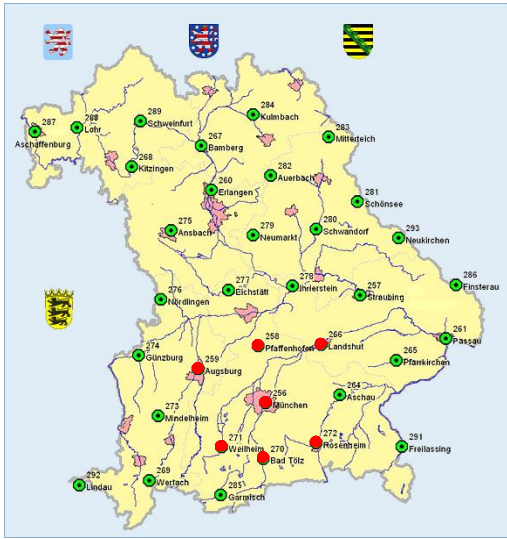 284
Kulmbach
289
Schweinfurt
288
Lohr
287
Aschaffenburg
283
Mitterteich
267
Bamberg
268
Kitzingen
282
Auerbach
260
Erlangen
281
Schönsee
275
Ansbach
279
Neumarkt
280
Schwandorf
293
Neukirchen
278
Ihrlerstein
277
Eichstätt
257
Straubing
286
Finsterau
276
Nördlingen
258
Pfaffenhofen
266
Landshut
261
Passau
274
Günzburg
259
Augsburg
265
Pfarrkirchen
256
München
264
Aschau
273
Mindelheim
271
Weilheim
270
Bad Tölz
272
Rosenheim
291
Freilassing
292
Lindau
269
Wertach
285
Garmisch